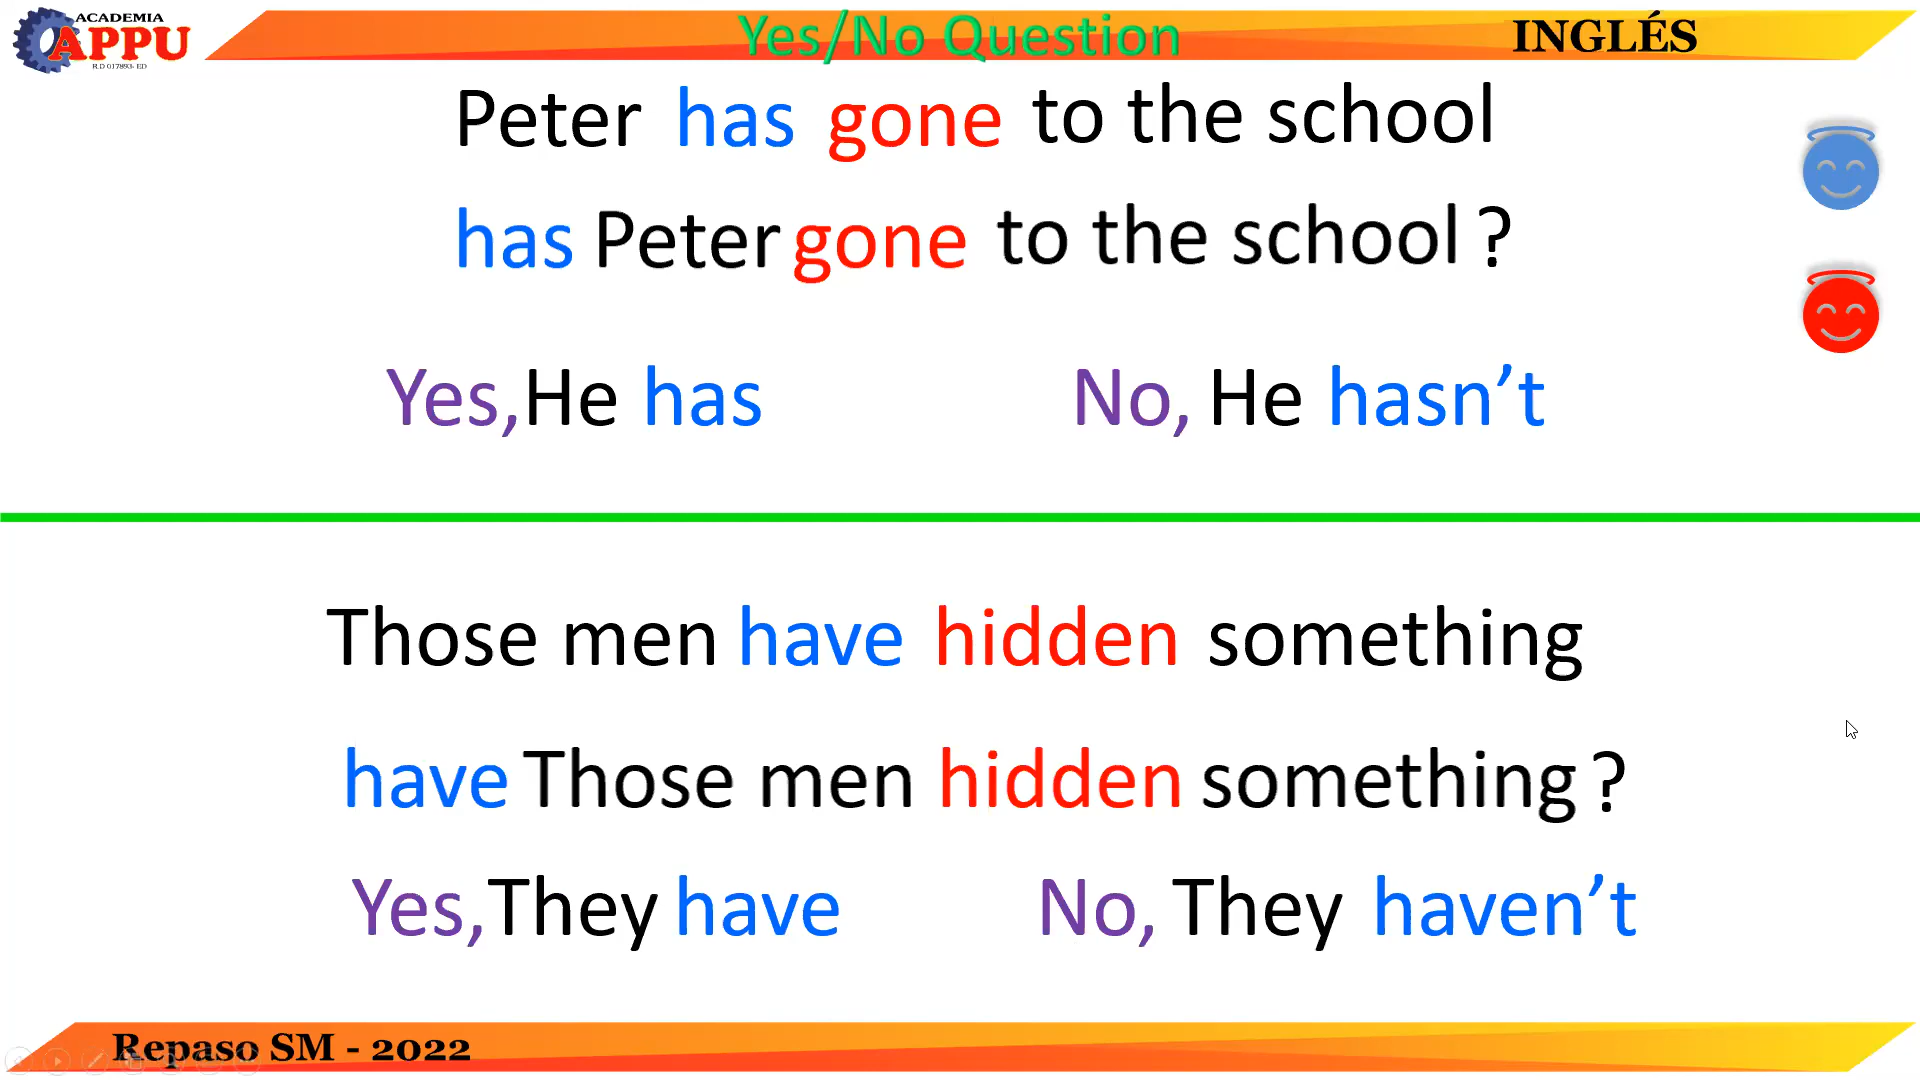 ACADEMIA
APPU
R.D 017893- ED
Yes/No Question
INGLÉS
Peter has gone to the school
has Peter gone to the school ?
Yes,He has
No, He hasn’t
Those men have hidden something
have Those men hidden something ?
Yes,They have
No, They haven’t
Repaso SM - 2022